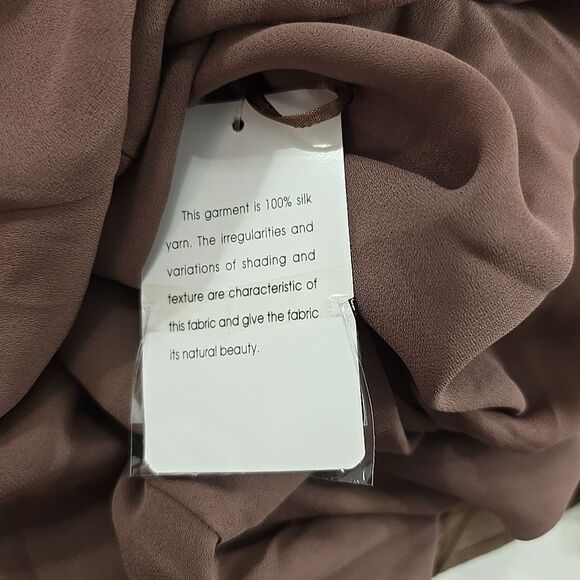 This garment is 100% silk
yarn. The irregularities and
variations of shading and
texture are characteristic of
this fabric and give the fabric
its natural beauty.